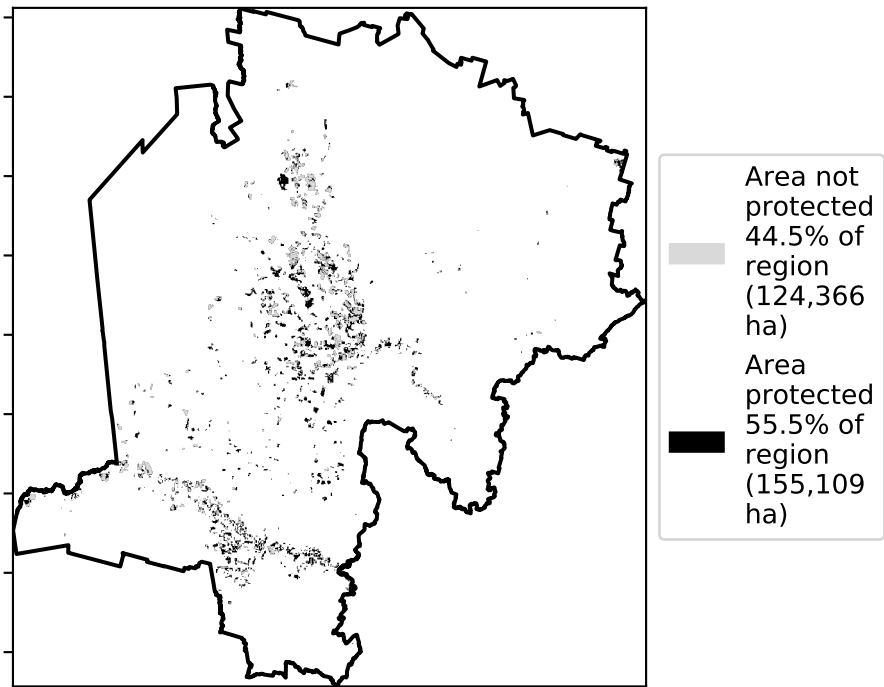 Area not
protected
44.5% of
region
(124,366
ha)
Area
protected
55.5% of
region
(155,109
ha)